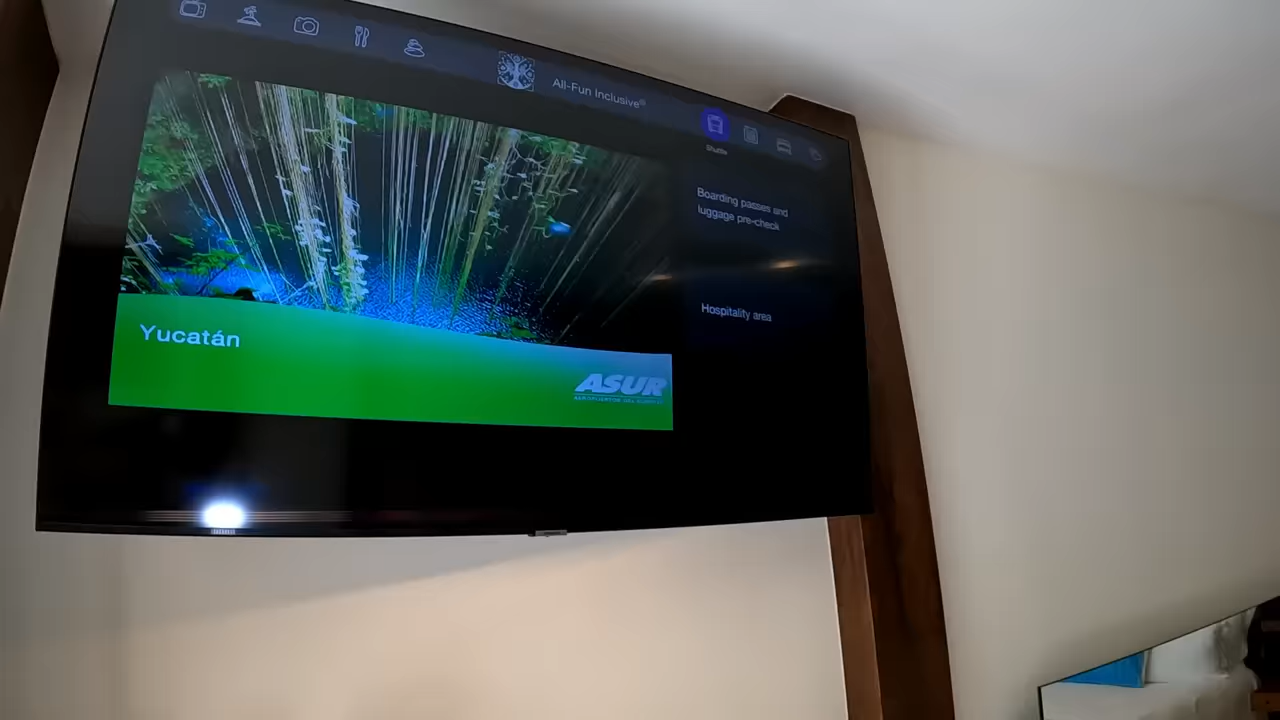 All-Fun Inclusive®
Shuttle
Boarding passes and
luggage pre-check
Hospitality area
Yucatán
ASUR